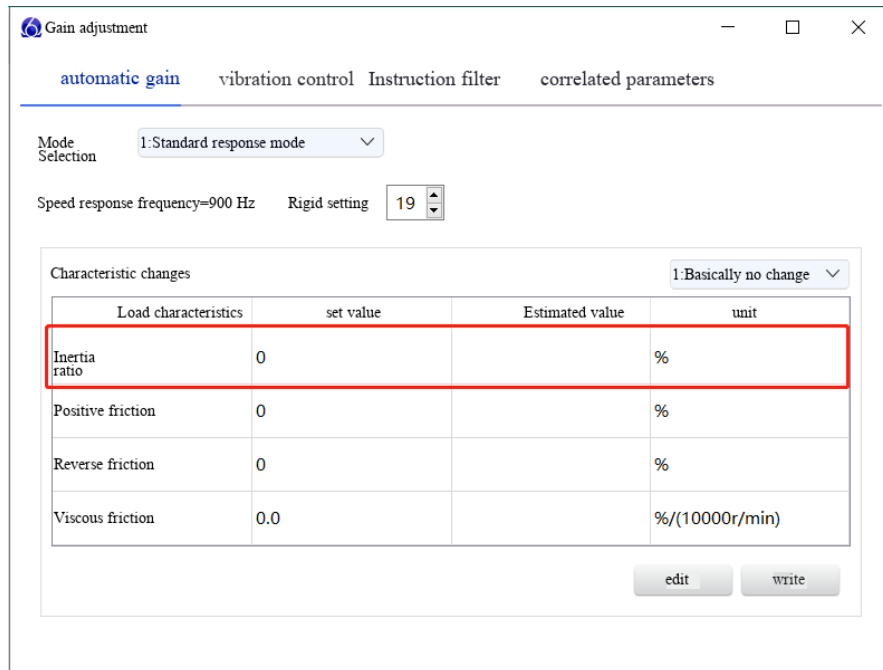 Gain adjustment
automatic gain vibration control Instruction filter correlated parameters
Mode Selection 1:Standard response mode
Speed response frequency=900 Hz Rigid setting 19
Characteristic changes 1:Basically no change
Load characteristics set value Estimated value unit
Inertia ratio 0 %
Positive friction 0 %
Reverse friction 0 %
Viscous friction 0.0 %/(10000r/min)
edit write